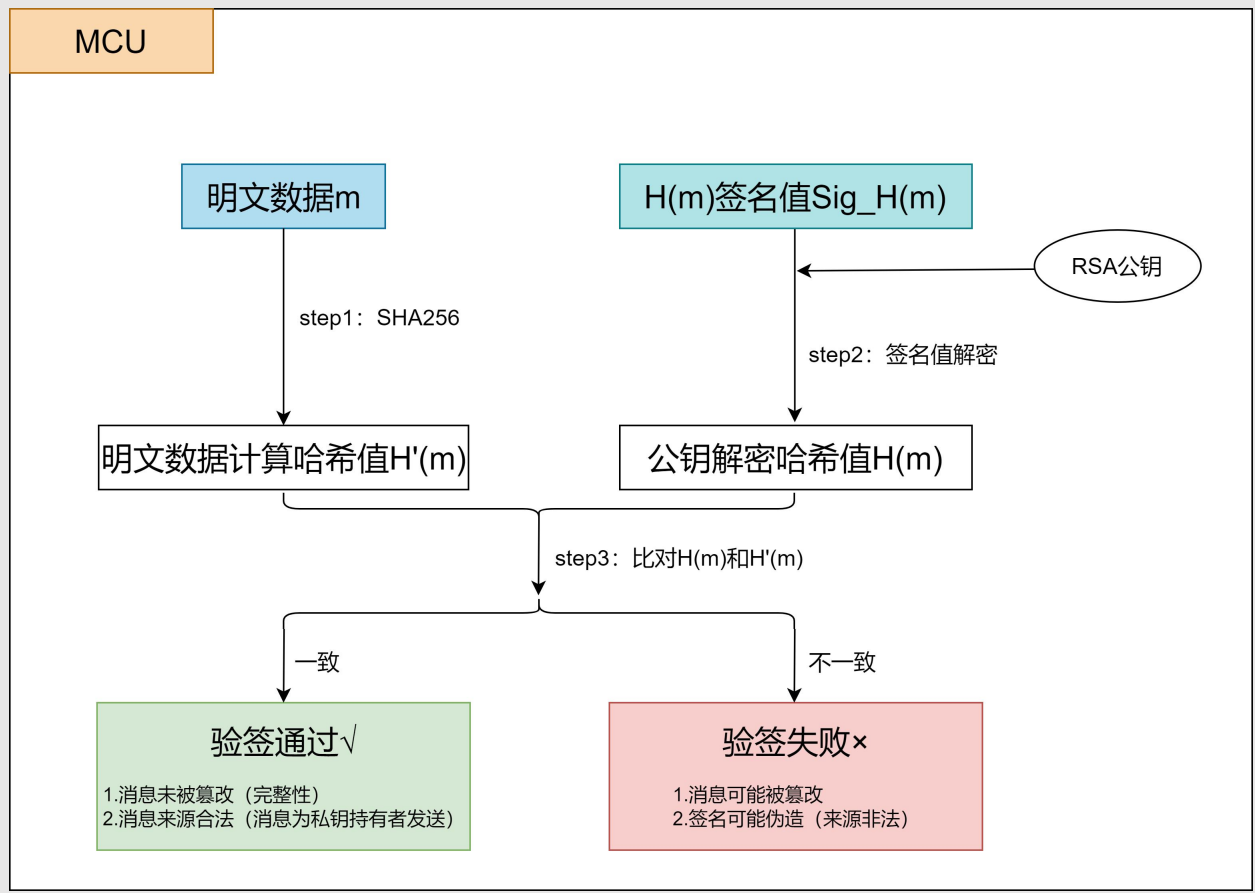 MCU
明文数据m
H(m)签名值Sig_H(m)
RSA公钥
step1：SHA256
step2：签名值解密
明文数据计算哈希值H'(m)
公钥解密哈希值H(m)
step3：比对H(m)和H'(m)
一致
不一致
验签通过√
1.消息未被篡改（完整性）
2.消息来源合法（消息为私钥持有者发送）
验签失败×
1.消息可能被篡改
2.签名可能伪造（来源非法）